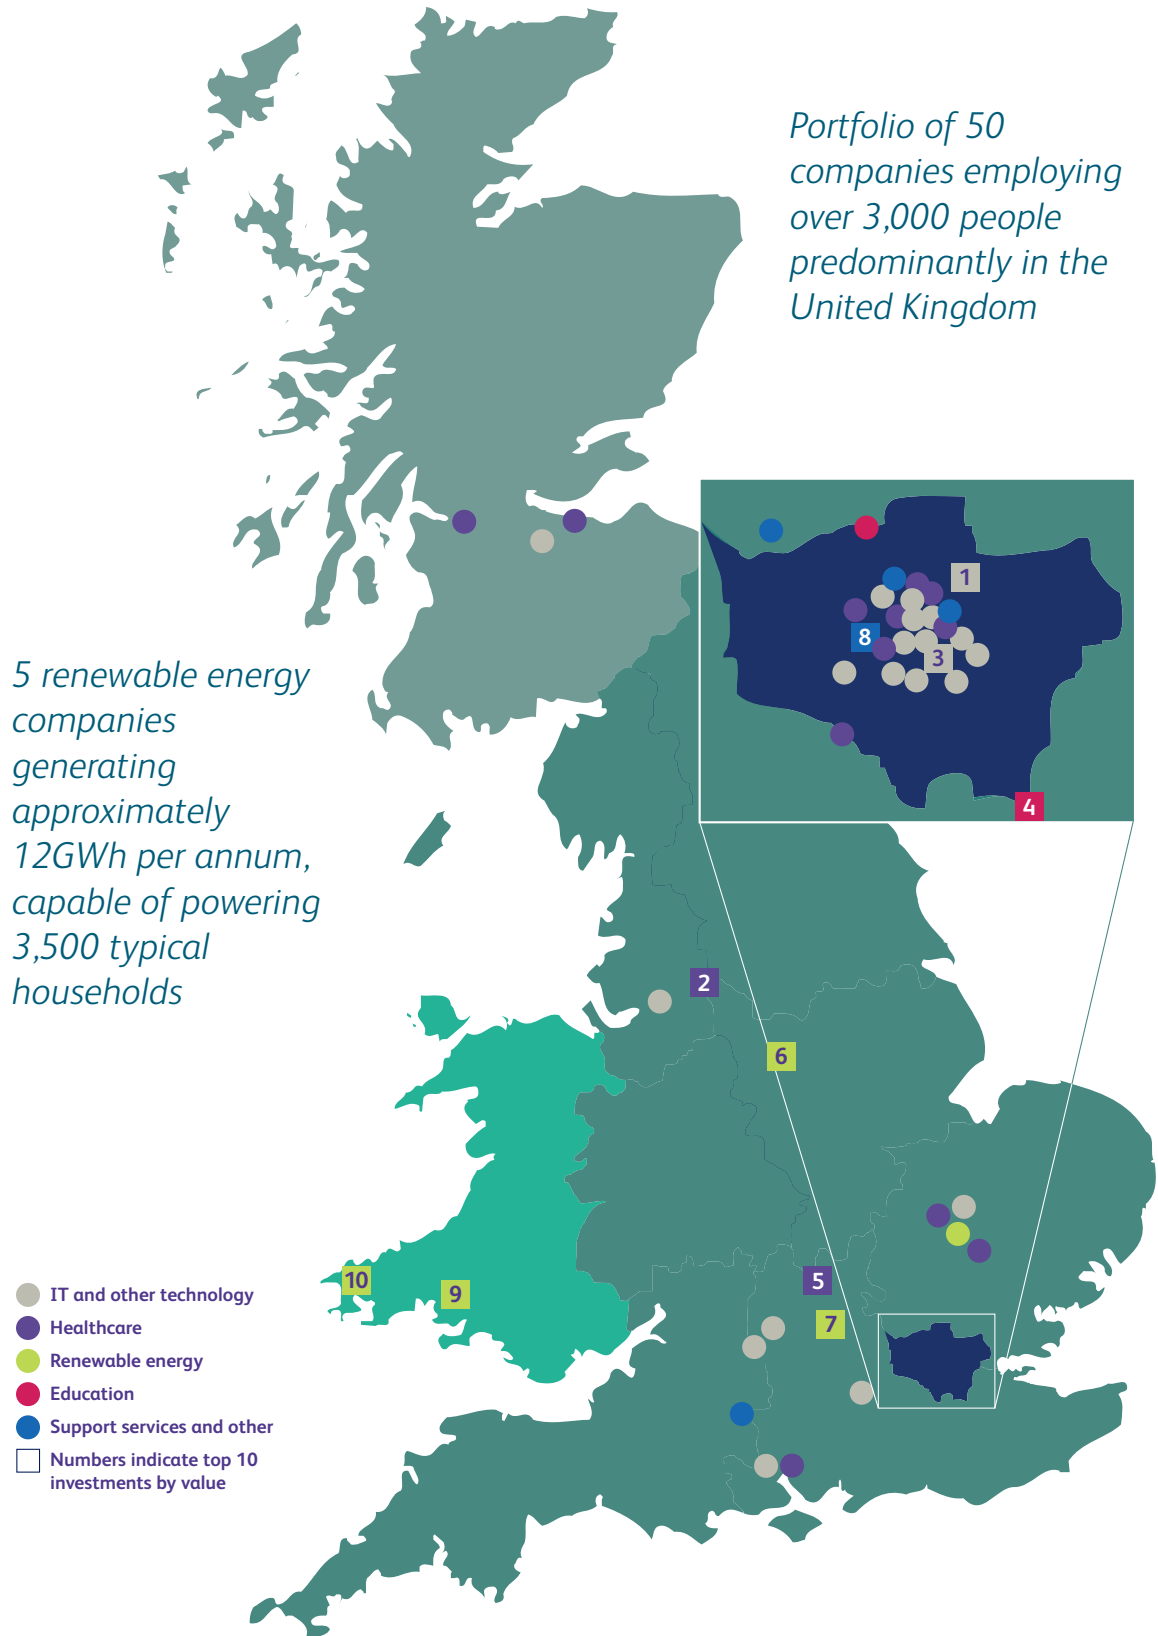 Portfolio of 50
companies employing
over 3,000 people
predominantly in the
United Kingdom
1
8
3
4
5 renewable energy
companies
generating
approximately
12GWh per annum,
capable of powering
3,500 typical
households
2
6
5
7
10
9
IT and other technology
Healthcare
Renewable energy
Education
Support services and other
Numbers indicate top 10
investments by value